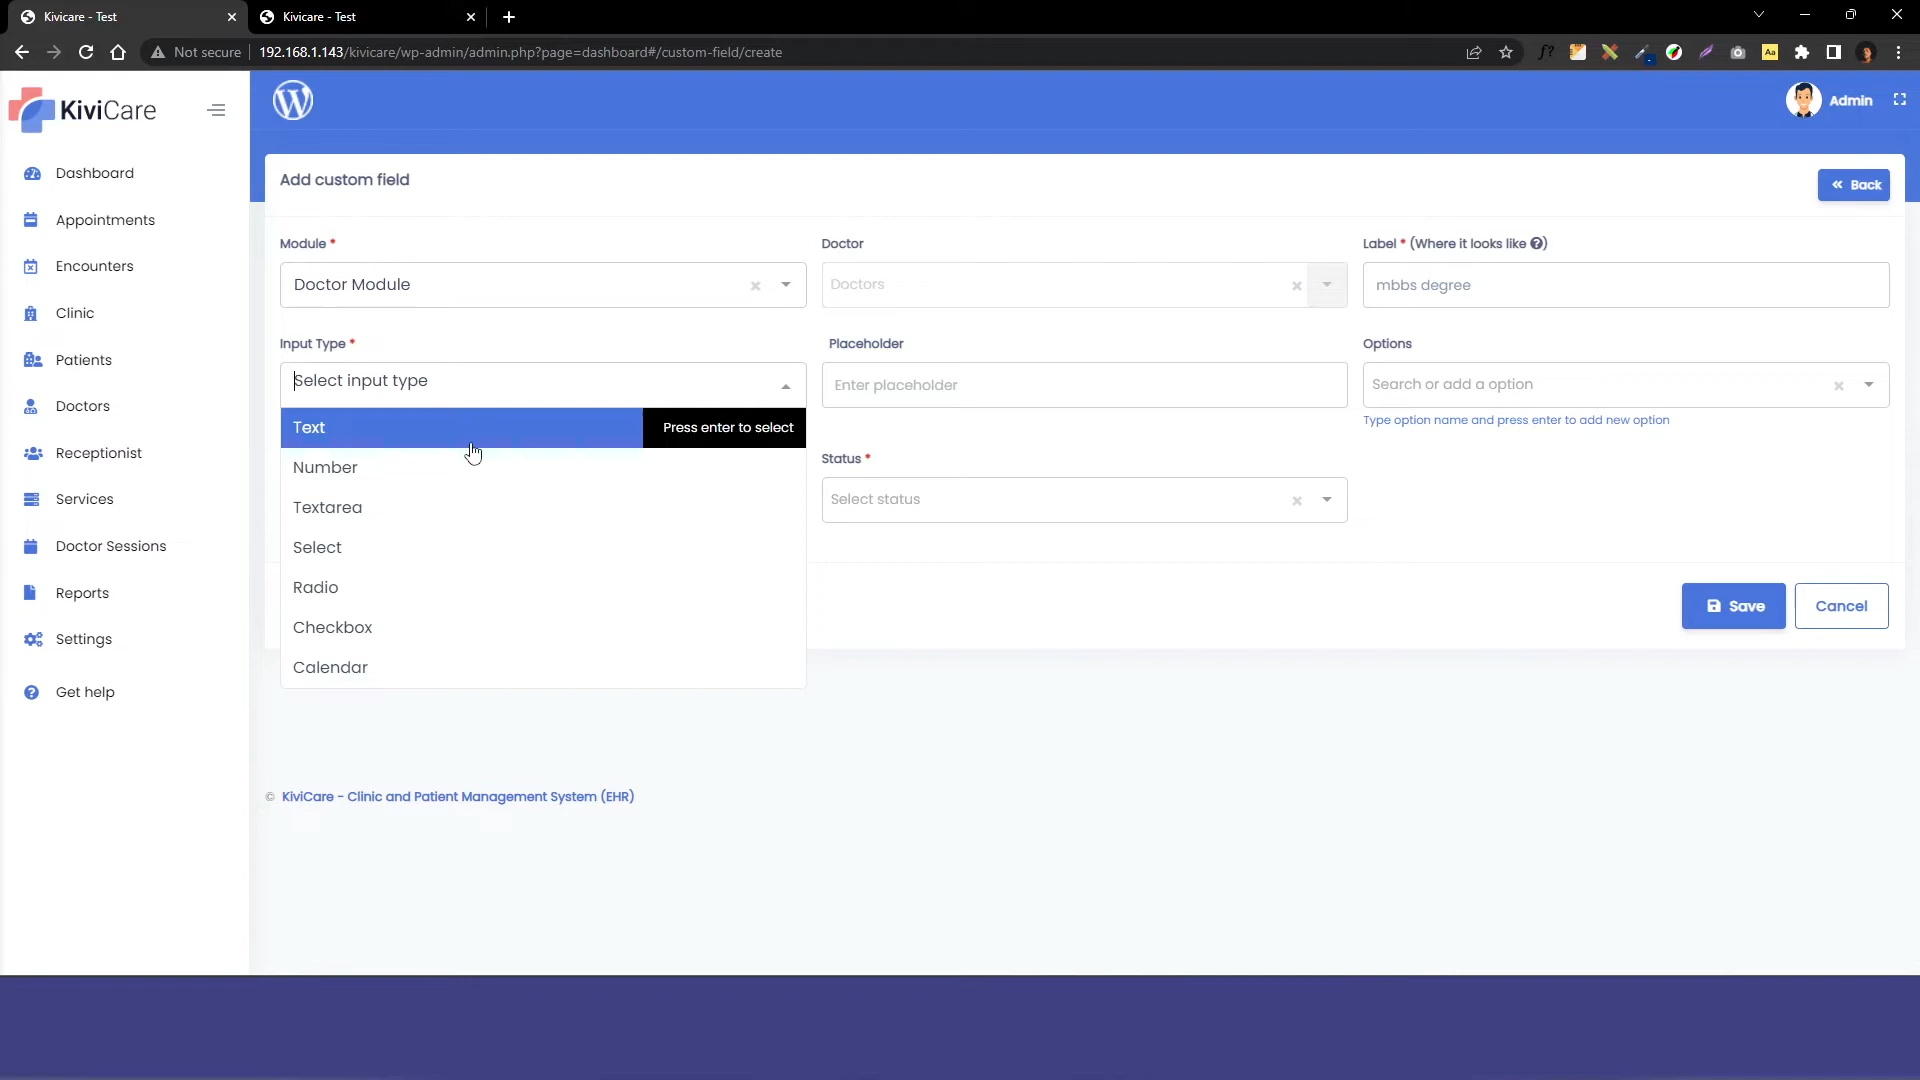 Kivicare - Test
Kivicare - Test
Not secure
192.168.1.143/kivicare/wp-admin/admin.php?page=dashboard#/custom-field/create
Aa
KiviCare
Admin
Dashboard
Appointments
Encounters
Clinic
Patients
Doctors
Receptionist
Services
Doctor Sessions
Reports
Settings
Get help
Add custom field
Back
Module *
Doctor
Label * (Where it looks like ?)
Doctor Module
Doctors
mbbs degree
Input Type *
Placeholder
Options
Select input type
Enter placeholder
Search or add a option
Type option name and press enter to add new option
Text
Press enter to select
Number
Textarea
Select
Radio
Checkbox
Calendar
Status *
Select status
Save
Cancel
© KiviCare - Clinic and Patient Management System (EHR)